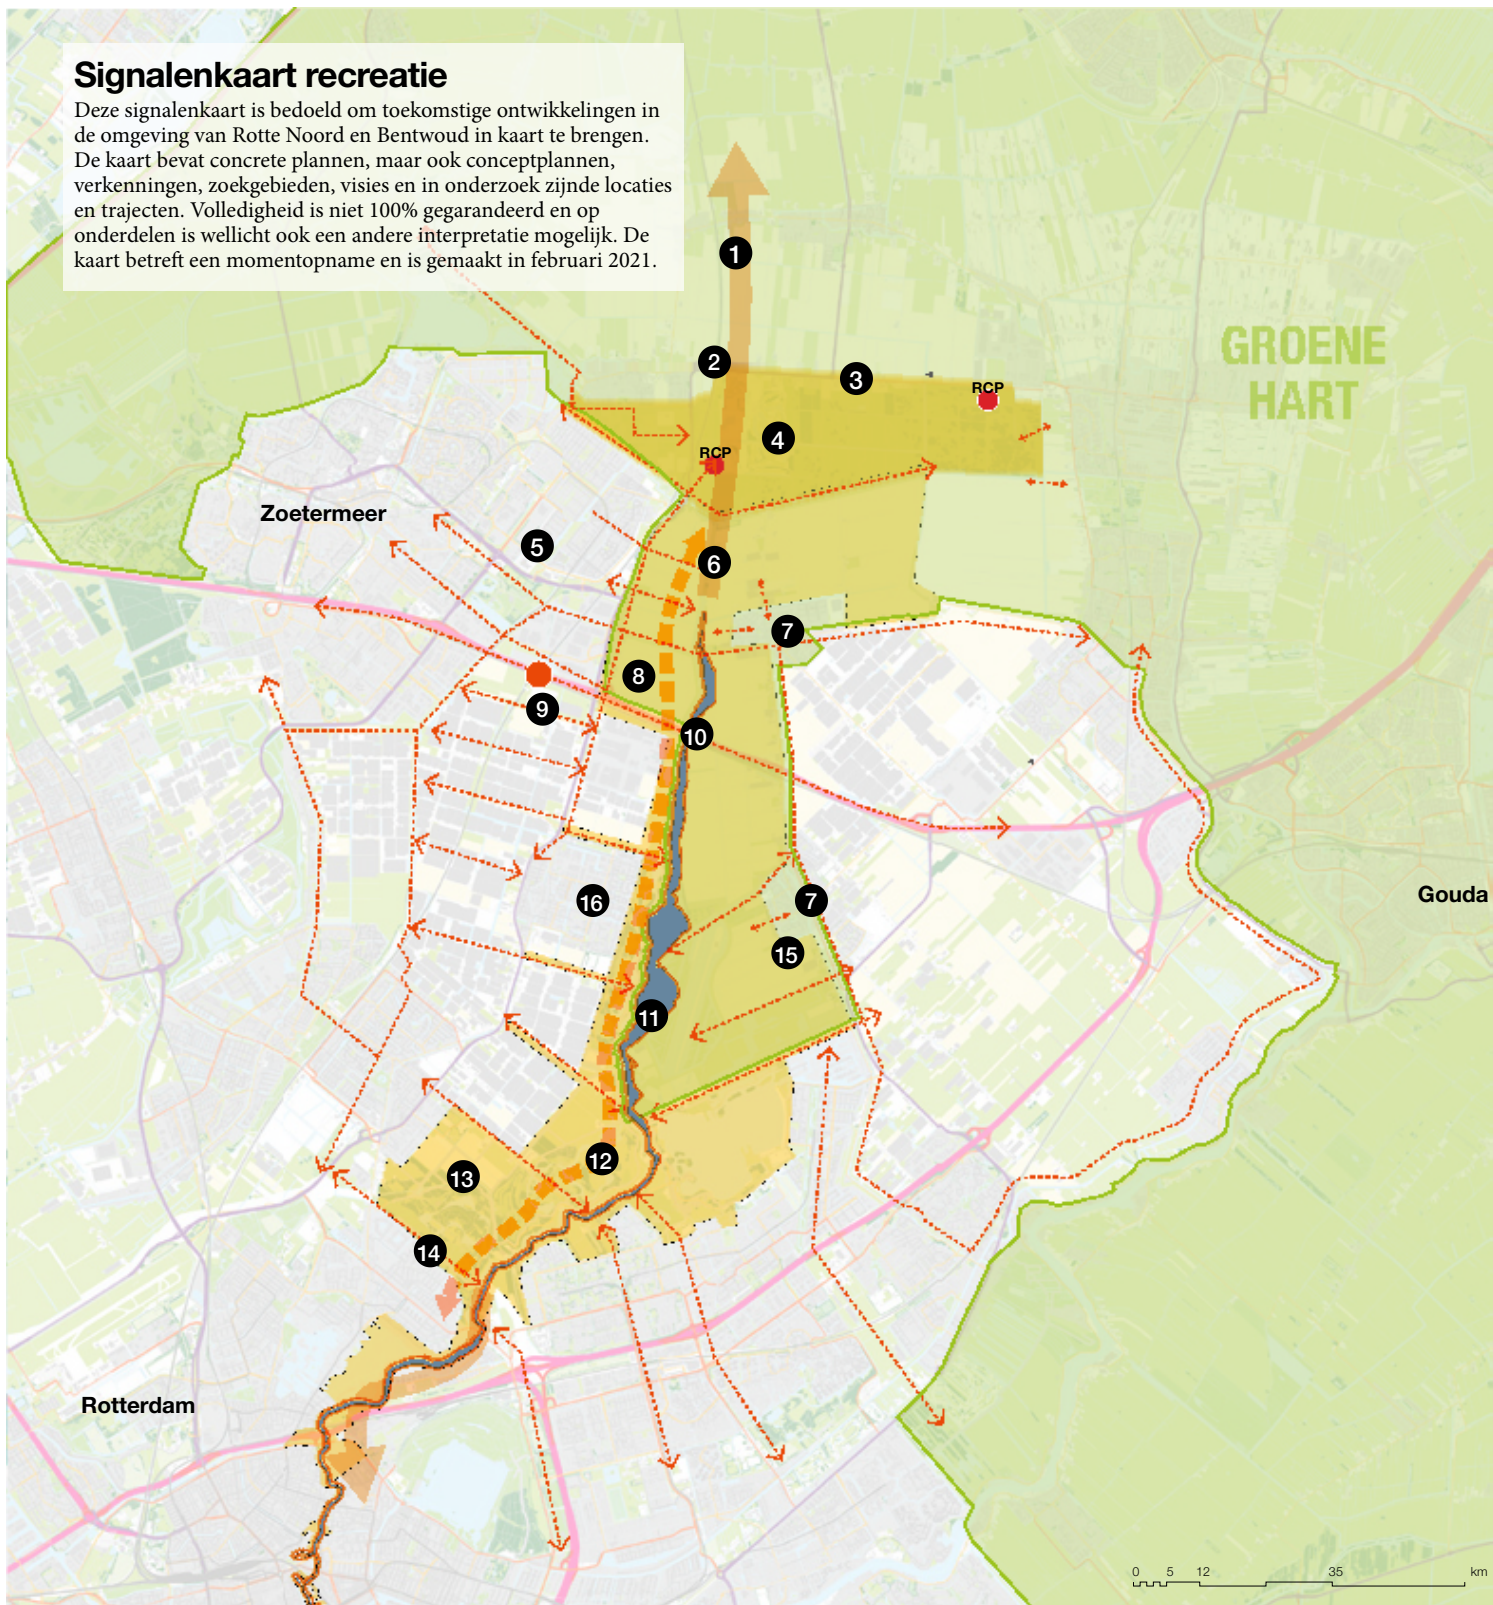 Signalenkaart recreatie
Deze signalenkaart is bedoeld om toekomstige ontwikkelingen in
de omgeving van Rotte Noord en Bentwoud in kaart te brengen.
De kaart bevat concrete plannen, maar ook conceptplannen,
verkenningen, zoekgebieden, visies en in onderzoek zijnde locaties
en trajecten. Volledigheid is niet 100% gegarandeerd en op
onderdelen is wellicht ook een andere interpretatie mogelijk. De
kaart betreft een momentopname en is gemaakt in februari 2021.
1
GROENE
HART
2
3
RCP
4
RCP
Zoetermeer
5
6
7
8
9
10
Gouda
7
16
15
11
12
13
14
Rotterdam
0 5 12 35 km